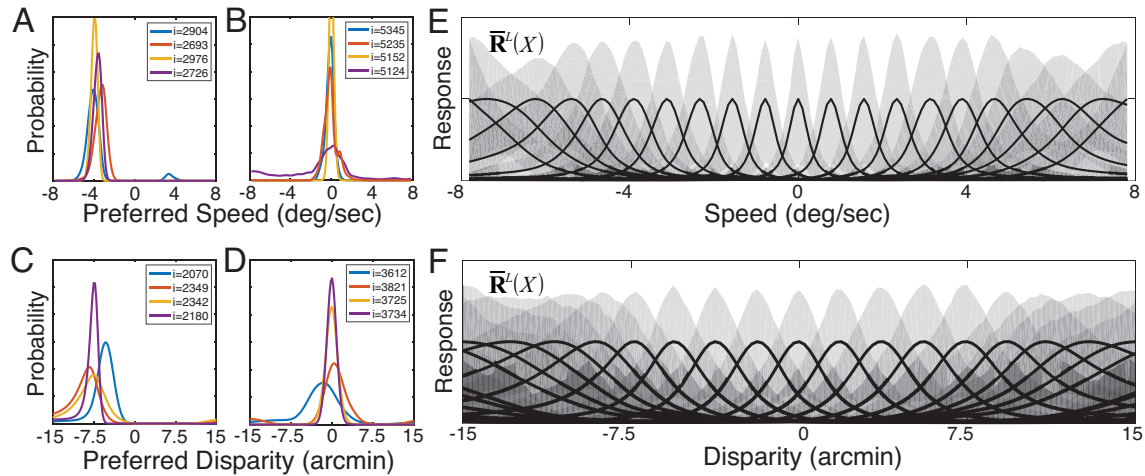 A
Probability
i=2904
i=2693
i=2976
i=2726
-8 -4 0 4 8
Preferred Speed (deg/sec)
B
i=5345
i=5235
i=5152
i=5124
-8 -4 0 4 8
E
R̅ᴸ(X)
Response
-8 -4 0 4 8
Speed (deg/sec)
C
Probability
i=2070
i=2349
i=2342
i=2180
-15 -7.5 0 7.5 15
Preferred Disparity (arcmin)
D
i=3612
i=3821
i=3725
i=3734
-15 -7.5 0 7.5 15
F
R̅ᴸ(X)
Response
-15 -7.5 0 7.5 15
Disparity (arcmin)